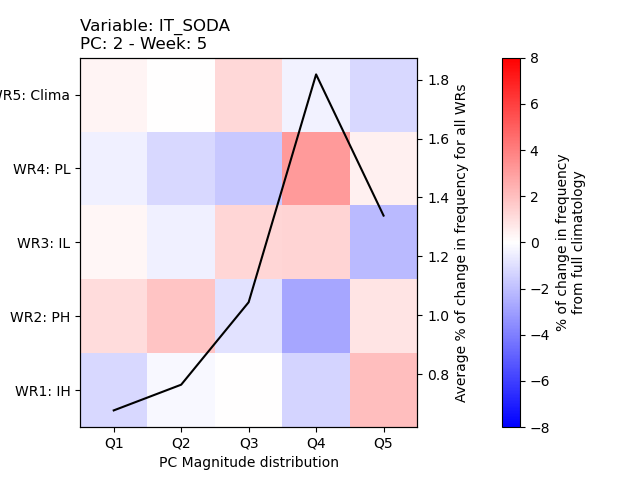 Variable: IT_SODA
PC: 2 - Week: 5
R5: Clima
WR4: PL
WR3: IL
WR2: PH
WR1: IH
Q1 Q2 Q3 Q4 Q5
PC Magnitude distribution
1.8
1.6
1.4
1.2
1.0
0.8
Average % of change in frequency for all WRs
8
6
4
2
0
−2
−4
−6
−8
% of change in frequency
from full climatology